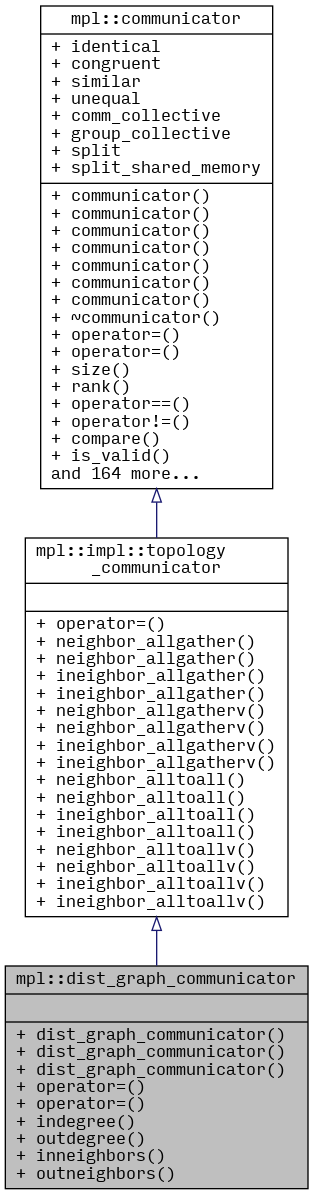 mpl::communicator
+ identical
+ congruent
+ similar
+ unequal
+ comm_collective
+ group_collective
+ split
+ split_shared_memory
+ communicator()
+ communicator()
+ communicator()
+ communicator()
+ communicator()
+ communicator()
+ communicator()
+ ~communicator()
+ operator=()
+ operator=()
+ size()
+ rank()
+ operator==()
+ operator!=()
+ compare()
+ is_valid()
and 164 more...
mpl::impl::topology
_communicator
+ operator=()
+ neighbor_allgather()
+ neighbor_allgather()
+ ineighbor_allgather()
+ ineighbor_allgather()
+ neighbor_allgatherv()
+ neighbor_allgatherv()
+ ineighbor_allgatherv()
+ ineighbor_allgatherv()
+ neighbor_alltoall()
+ neighbor_alltoall()
+ ineighbor_alltoall()
+ ineighbor_alltoall()
+ neighbor_alltoallv()
+ neighbor_alltoallv()
+ ineighbor_alltoallv()
+ ineighbor_alltoallv()
mpl::dist_graph_communicator
+ dist_graph_communicator()
+ dist_graph_communicator()
+ dist_graph_communicator()
+ operator=()
+ operator=()
+ indegree()
+ outdegree()
+ inneighbors()
+ outneighbors()